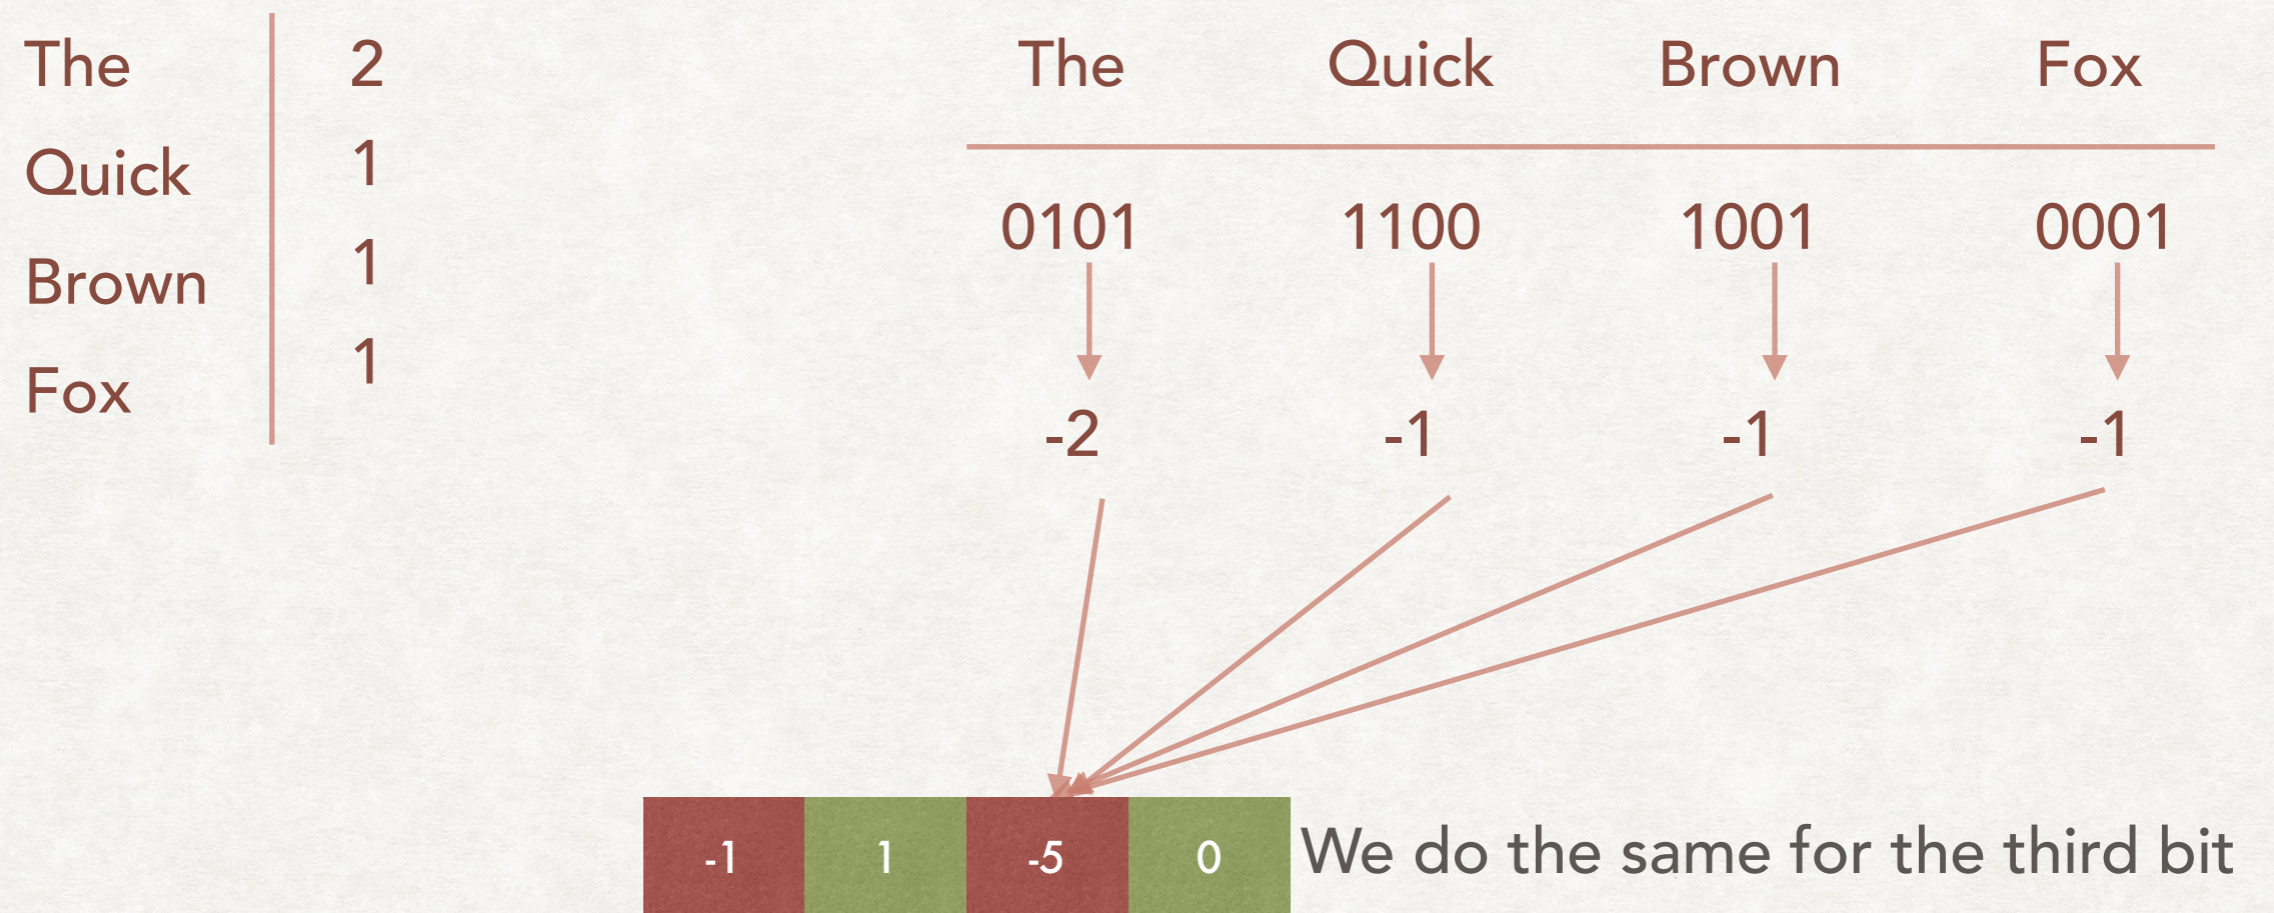 The 2
Quick 1
Brown 1
Fox 1
The Quick Brown Fox
0101 1100 1001 0001
-2 -1 -1 -1
-1 1 -5 0 We do the same for the third bit